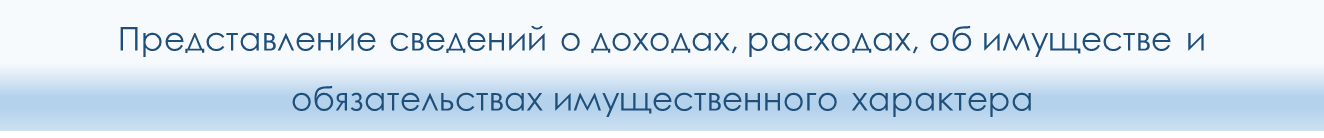 Представление сведений о доходах, расходах, об имуществе и
обязательствах имущественного характера